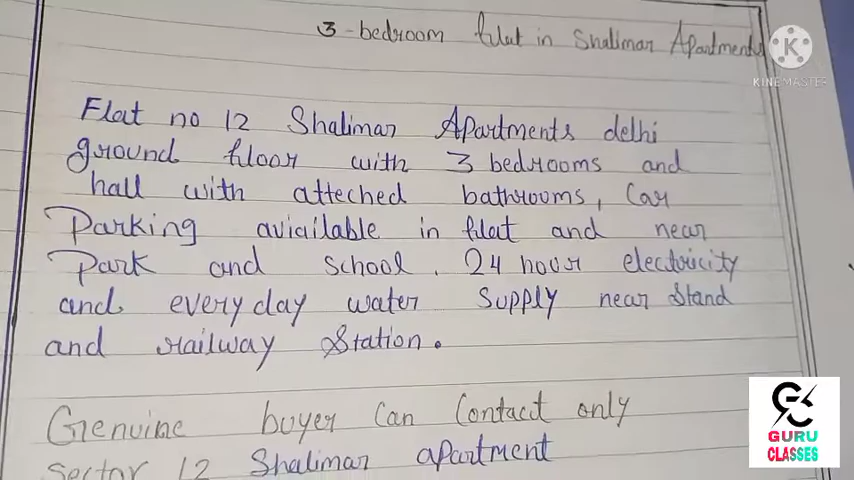 3-bedroom flat in Shalimar Apartments
KINEMASTER
Flat no 12 Shalimar Apartments delhi
ground floor with 3 bedrooms and
hall with atteched bathrooms, Car
Parking aviailable in flat and near
Park and school. 24 hour electricity
and everyday water supply near Stand
and railway Station.
Genuine buyer can Contact only
Sector 12 Shalimar apartment
GURU
CLASSES